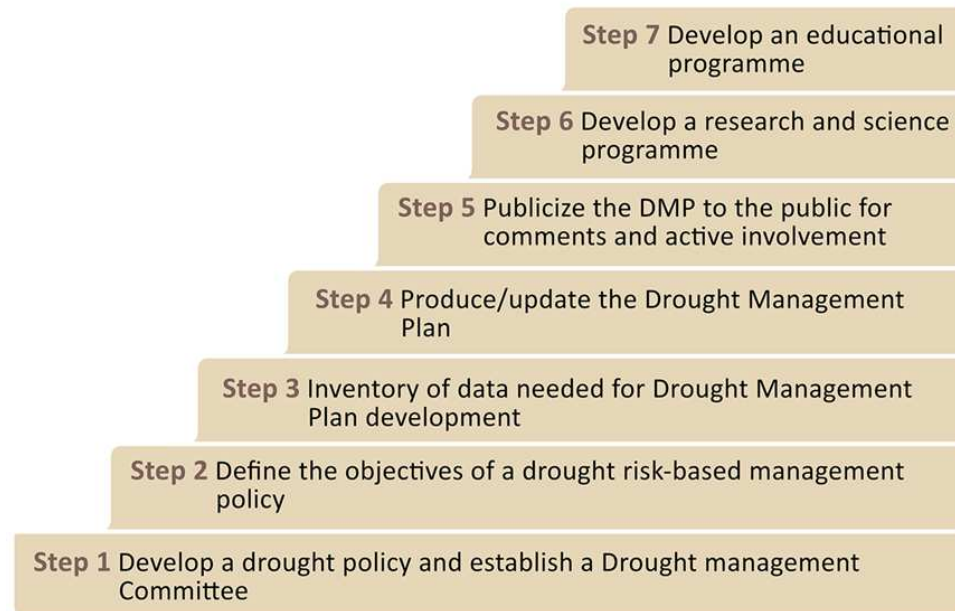 Step 7 Develop an educational
programme
Step 6 Develop a research and science
programme
Step 5 Publicize the DMP to the public for
comments and active involvement
Step 4 Produce/update the Drought Management
Plan
Step 3 Inventory of data needed for Drought Management
Plan development
Step 2 Define the objectives of a drought risk-based management
policy
Step 1 Develop a drought policy and establish a Drought management
Committee